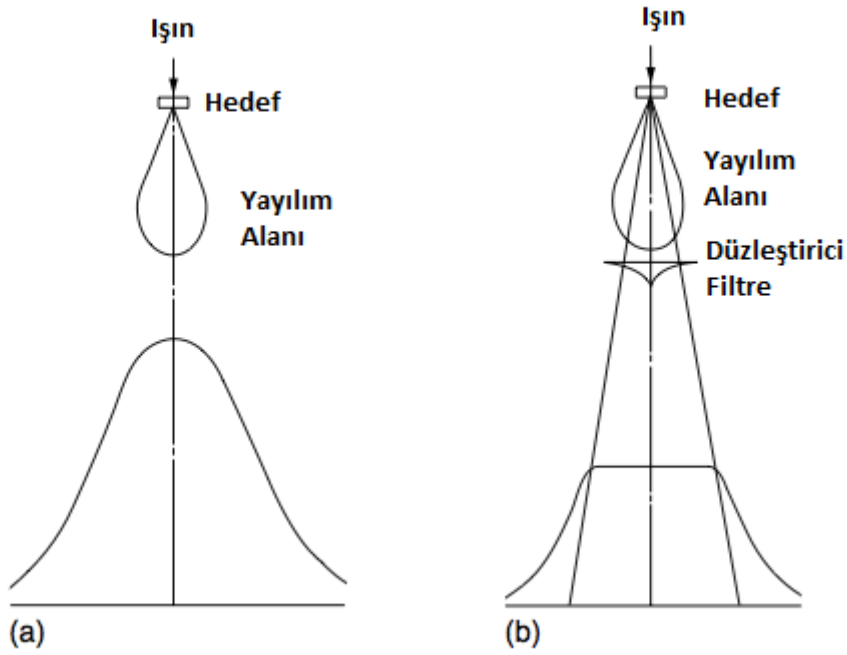 Işın
Hedef
Yayılım
Alanı
(a)
Işın
Hedef
Yayılım
Alanı
Düzleştirici
Filtre
(b)